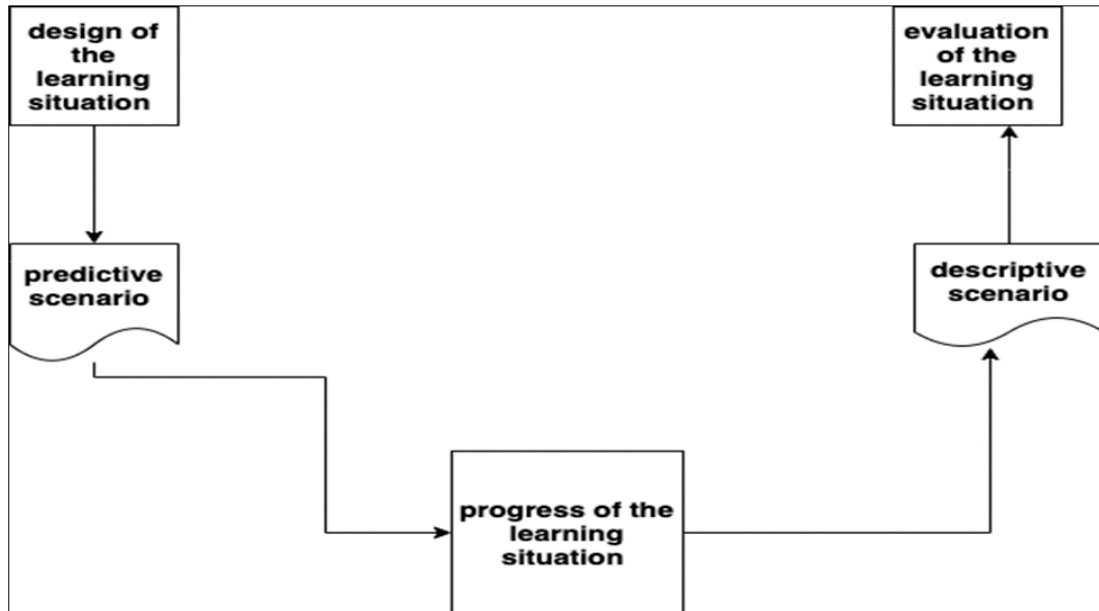 design of
the
learning
situation
predictive
scenario
progress of the
learning
situation
descriptive
scenario
evaluation
of the
learning
situation